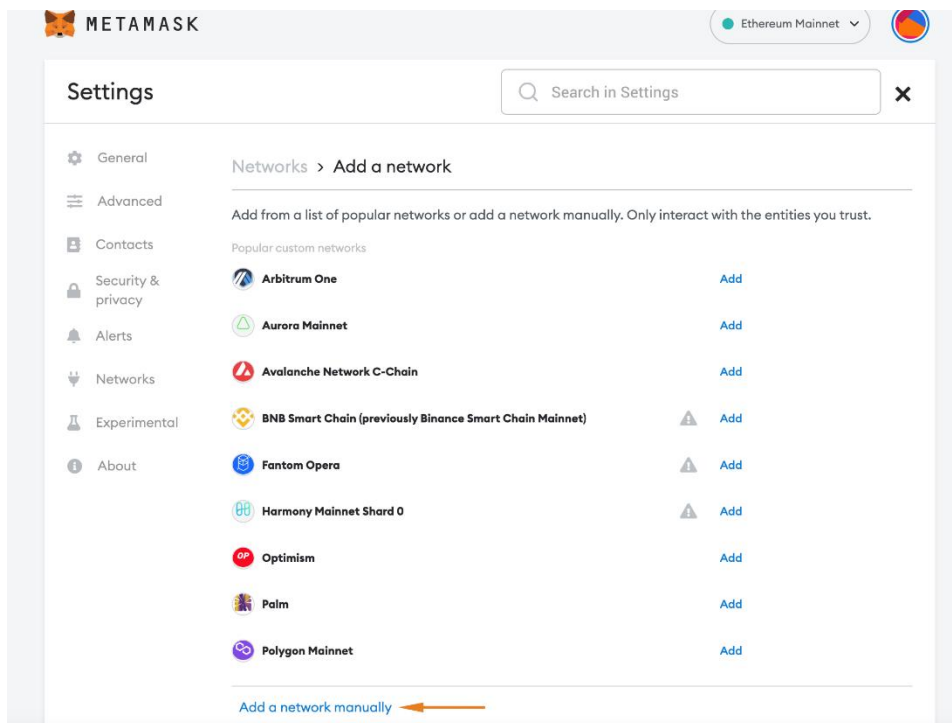 METAMASK
Ethereum Mainnet
Settings
Search in Settings
General
Advanced
Contacts
Security &
privacy
Alerts
Networks
Experimental
About
Networks > Add a network
Add from a list of popular networks or add a network manually. Only interact with the entities you trust.
Popular custom networks
Arbitrum One Add
Aurora Mainnet Add
Avalanche Network C-Chain Add
BNB Smart Chain (previously Binance Smart Chain Mainnet) Add
Fantom Opera Add
Harmony Mainnet Shard 0 Add
OP Optimism Add
Palm Add
Polygon Mainnet Add
Add a network manually